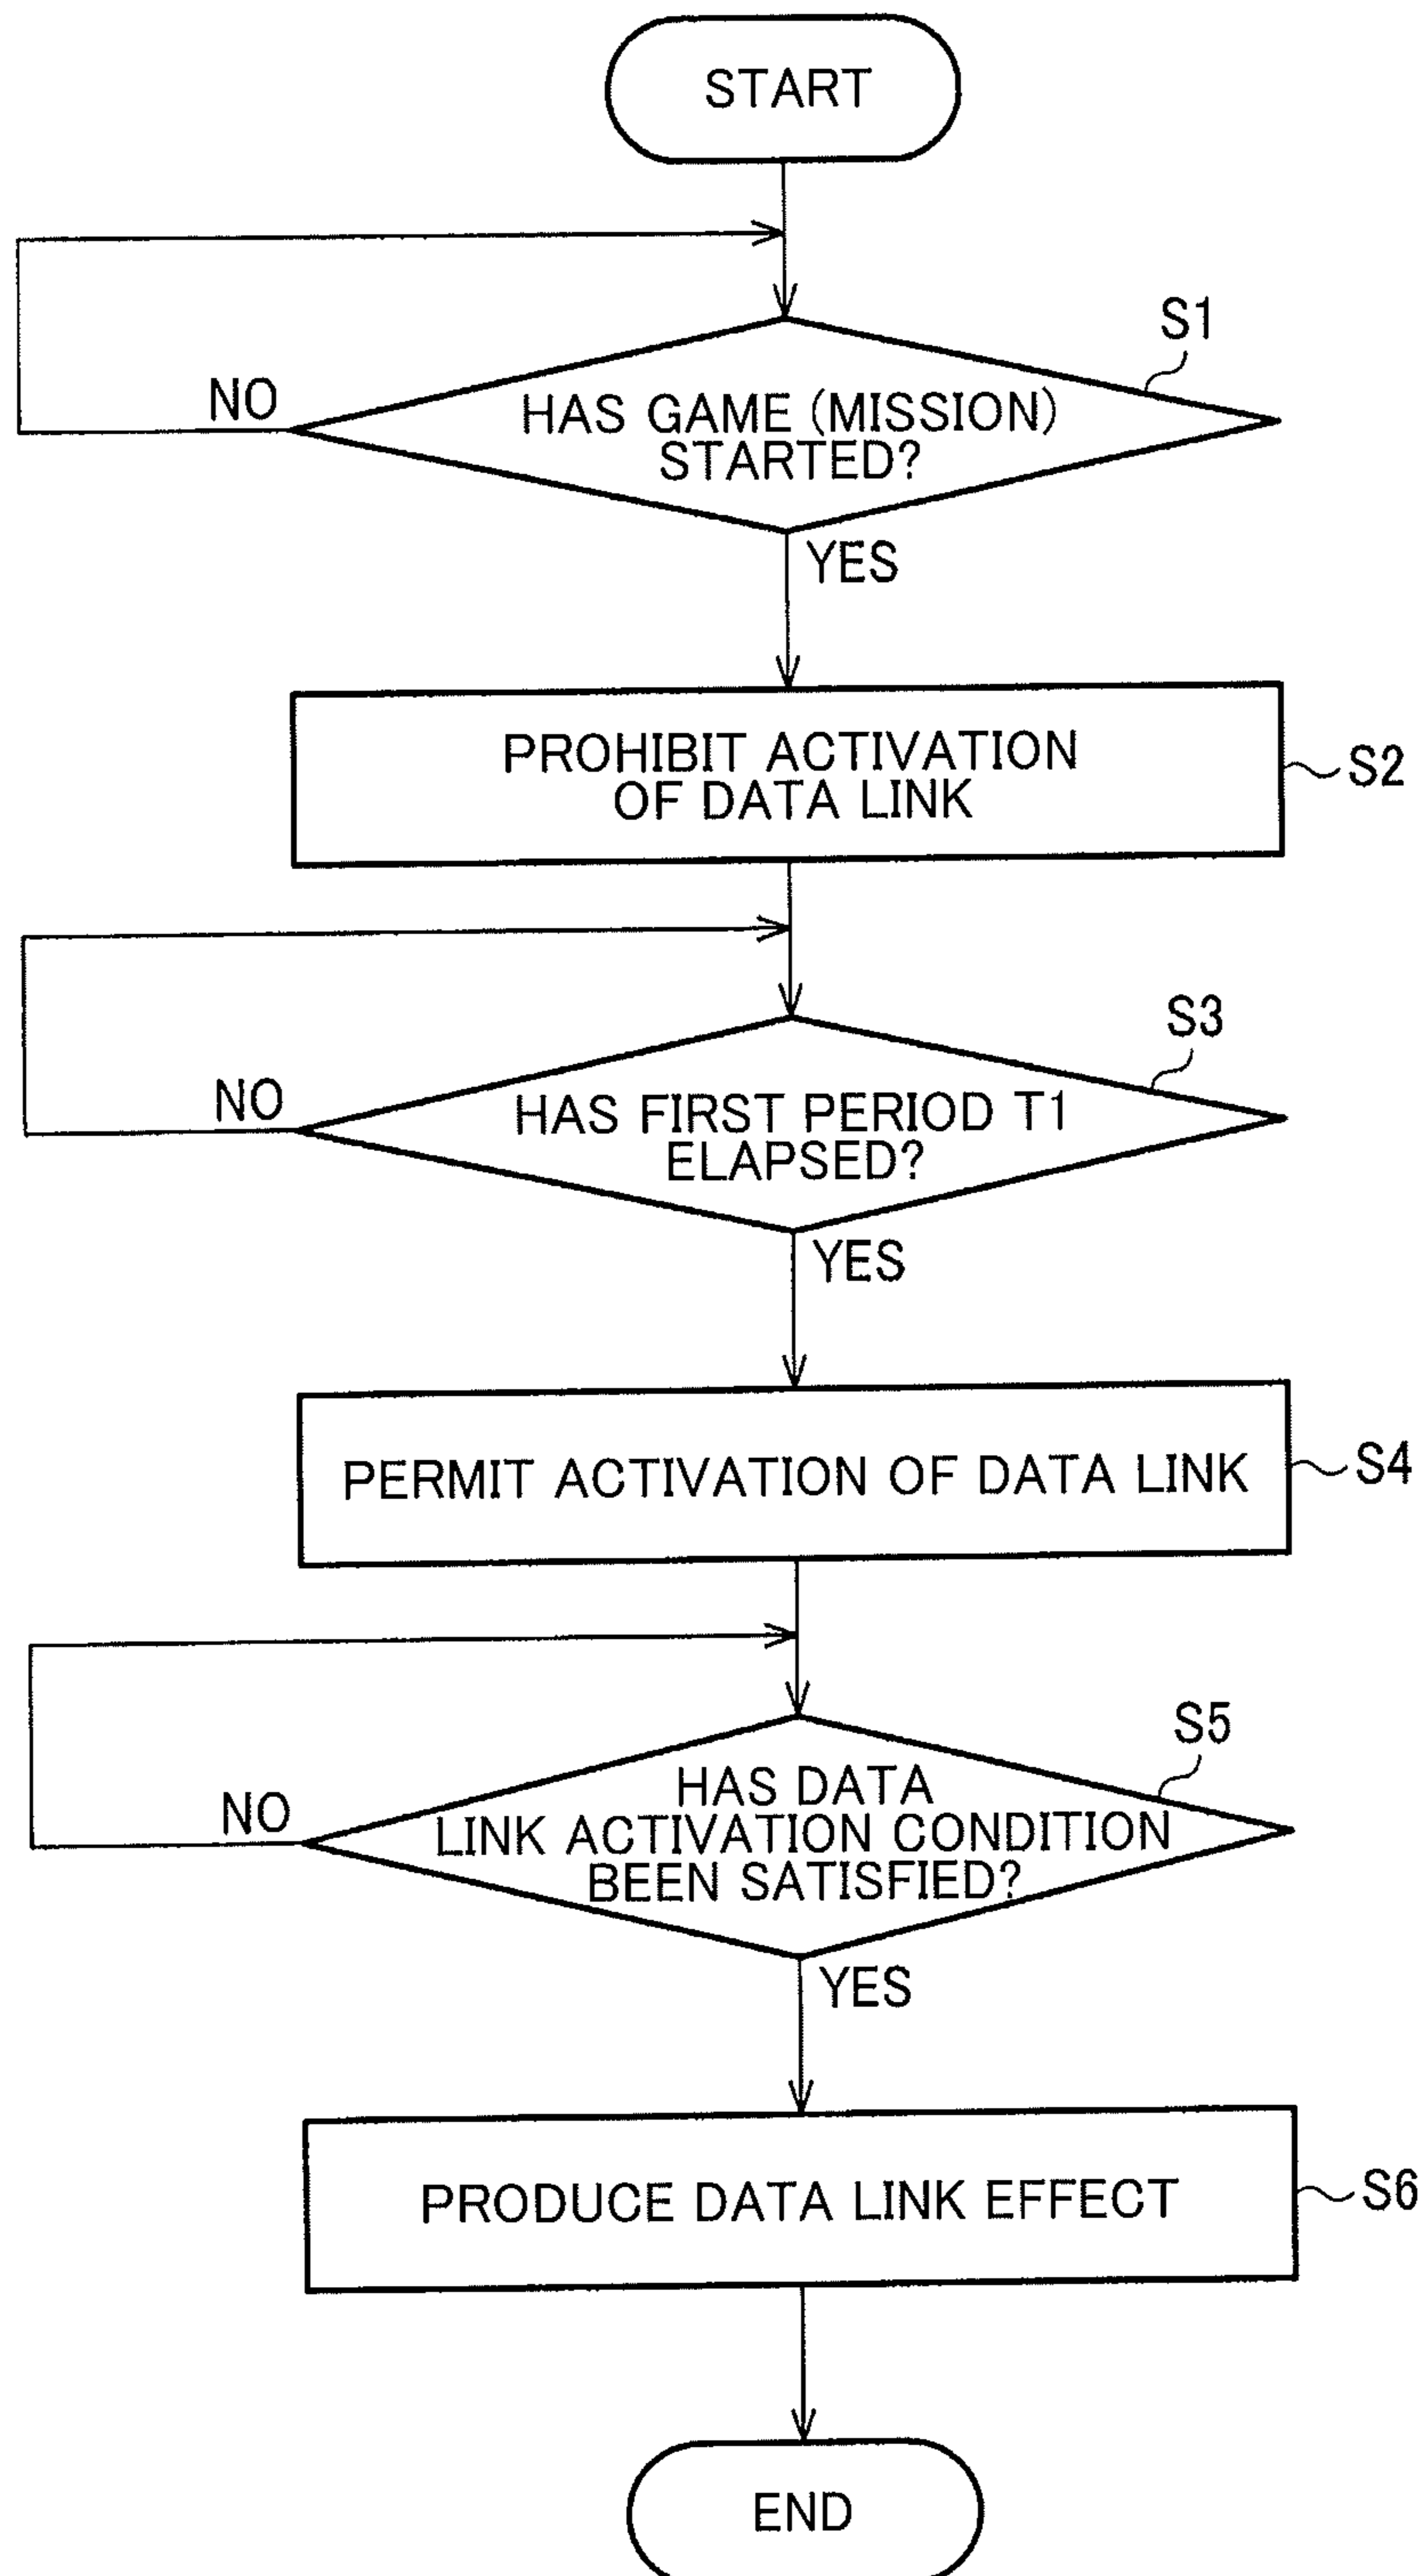 START
S1
NO
HAS GAME (MISSION)
STARTED?
YES
PROHIBIT ACTIVATION
OF DATA LINK
S2
S3
NO
HAS FIRST PERIOD T1
ELAPSED?
YES
PERMIT ACTIVATION OF DATA LINK
S4
S5
NO
HAS DATA
LINK ACTIVATION CONDITION
BEEN SATISFIED?
YES
PRODUCE DATA LINK EFFECT
S6
END